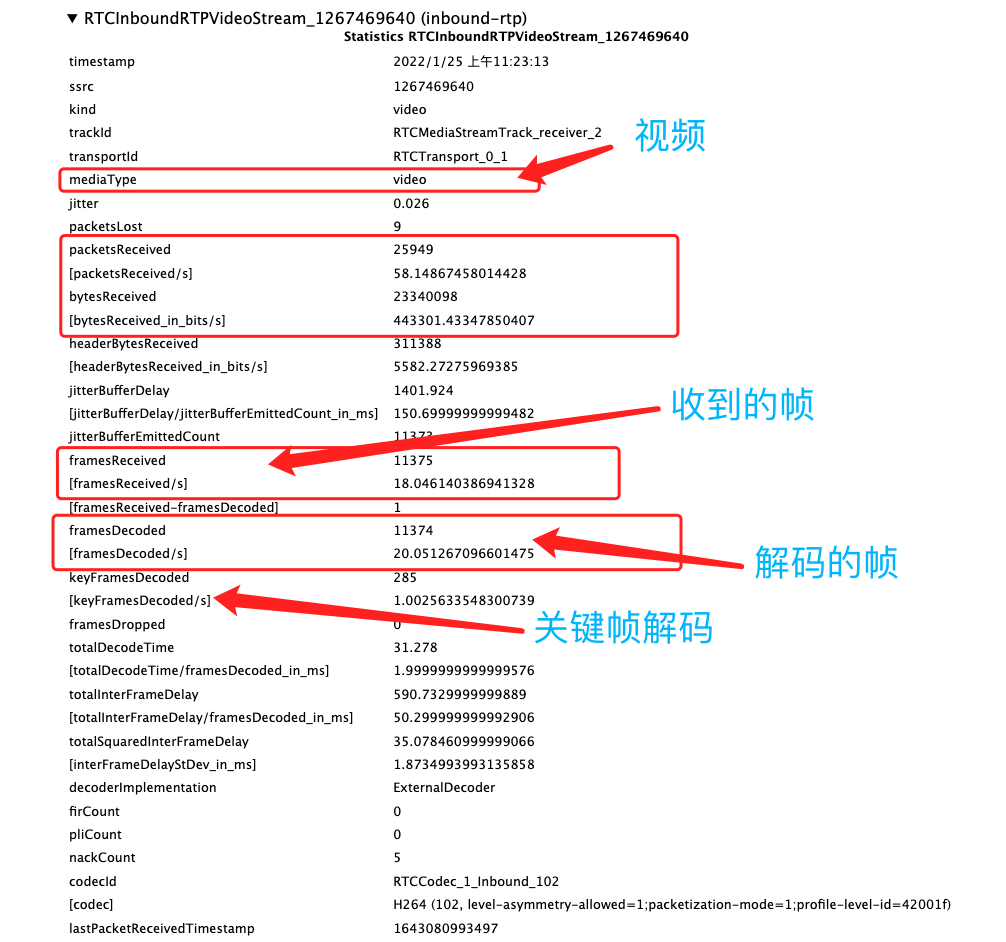 ▼ RTCInboundRTPVideoStream_1267469640 (inbound-rtp)
Statistics RTCInboundRTPVideoStream_1267469640
timestamp 2022/1/25 上午11:23:13
ssrc 1267469640
kind video
视频
trackId RTCMediaStreamTrack_receiver_2
transportId RTCTransport_0_1
mediaType video
jitter 0.026
packetsLost 9
packetsReceived 25949
[packetsReceived/s] 58.14867458014428
bytesReceived 23340098
[bytesReceived_in_bits/s] 443301.43347850407
headerBytesReceived 311388
[headerBytesReceived_in_bits/s] 5582.27275969385
jitterBufferDelay 1401.924
收到的帧
[jitterBufferDelay/jitterBufferEmittedCount_in_ms] 150.69999999999482
jitterBufferEmittedCount 11373
framesReceived 11375
[framesReceived/s] 18.046140386941328
[framesReceived-framesDecoded] 1
framesDecoded 11374
[framesDecoded/s] 20.051267096601475
解码的帧
keyFramesDecoded 285
[keyFramesDecoded/s] 1.0025633548300739
关键帧解码
framesDropped 0
totalDecodeTime 31.278
[totalDecodeTime/framesDecoded_in_ms] 1.9999999999999576
totalInterFrameDelay 590.7329999999889
[totalInterFrameDelay/framesDecoded_in_ms] 50.299999999992906
totalSquaredInterFrameDelay 35.078460999999066
[interFrameDelayStDev_in_ms] 1.8734993993135858
decoderImplementation ExternalDecoder
firCount 0
pliCount 0
nackCount 5
codecId RTCCodec_1_Inbound_102
[codec] H264 (102, level-asymmetry-allowed=1;packetization-mode=1;profile-level-id=42001f)
lastPacketReceivedTimestamp 1643080993497